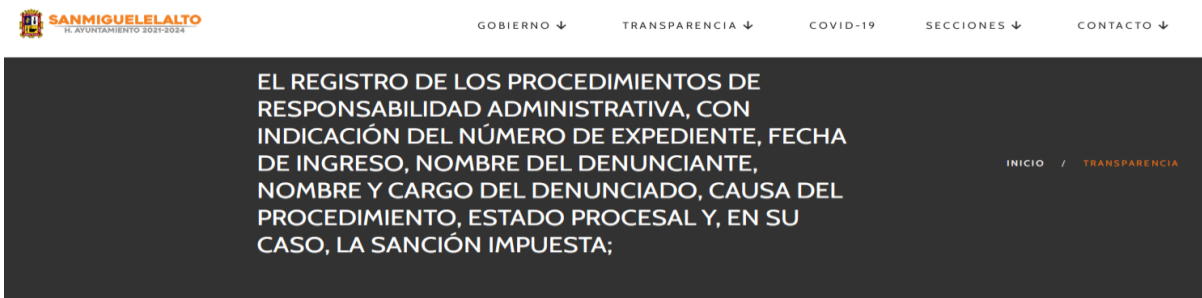 SANMIGUELELALTO
H. AYUNTAMIENTO 2021-2024
GOBIERNO
TRANSPARENCIA
COVID-19
SECCIONES
CONTACTO
EL REGISTRO DE LOS PROCEDIMIENTOS DE
RESPONSABILIDAD ADMINISTRATIVA, CON
INDICACIÓN DEL NÚMERO DE EXPEDIENTE, FECHA
DE INGRESO, NOMBRE DEL DENUNCIANTE,
NOMBRE Y CARGO DEL DENUNCIADO, CAUSA DEL
PROCEDIMIENTO, ESTADO PROCESAL Y, EN SU
CASO, LA SANCIÓN IMPUESTA;
INICIO / TRANSPARENCIA